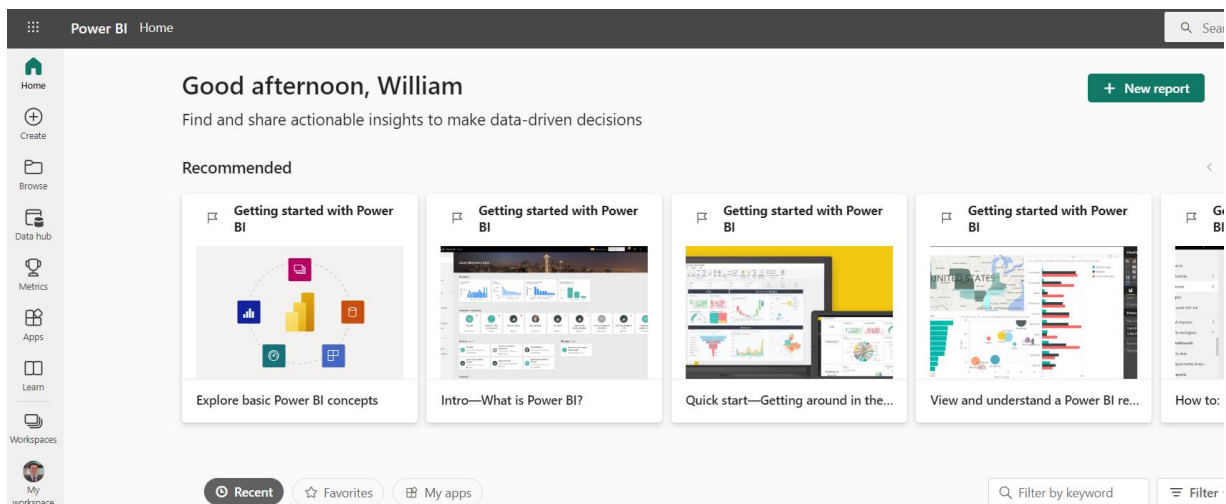 Power BI Home
Sear
Home
Create
Browse
Data hub
Metrics
Apps
Learn
Workspaces
My
workspace
Good afternoon, William
Find and share actionable insights to make data-driven decisions
+ New report
Recommended
Getting started with Power
BI
Explore basic Power BI concepts
Getting started with Power
BI
Intro—What is Power BI?
Getting started with Power
BI
Quick start—Getting around in the...
Getting started with Power
BI
UNITED STATES
View and understand a Power BI re...
G
BI
How to:
Recent
Favorites
My apps
Filter by keyword
Filter